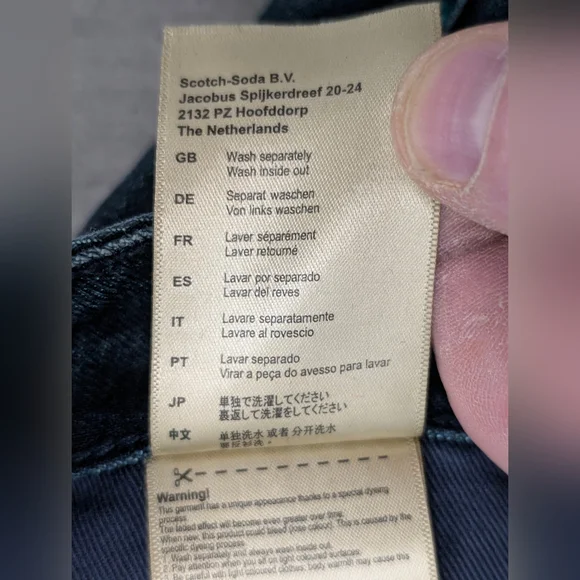 Scotch-Soda B.V.
Jacobus Spijkerdreef 20-24
2132 PZ Hoofddorp
The Netherlands
GB Wash separately
Wash inside out
DE Separat waschen
Von links waschen
FR Laver séparément
Laver retourné
ES Lavar por separado
Lavar del reves
IT Lavare separatamente
Lavare al rovescio
PT Lavar separado
Virar a peça do avesso para lavar
JP 単独で洗濯してください
裏返して洗濯をしてください
中文 单独洗水 或者 分开洗水
Warning!
This garment has a unique appearance thanks to a special dyeing
process.
The faded effect will become even greater over time.
When new, this product could bleed (lose colour). This is caused by the
specific dyeing process.
! Wash separately and always wash inside out.
! Pay attention when you sit on light coloured surfaces.
! Be careful with light coloured clothes, body warmth may cause this